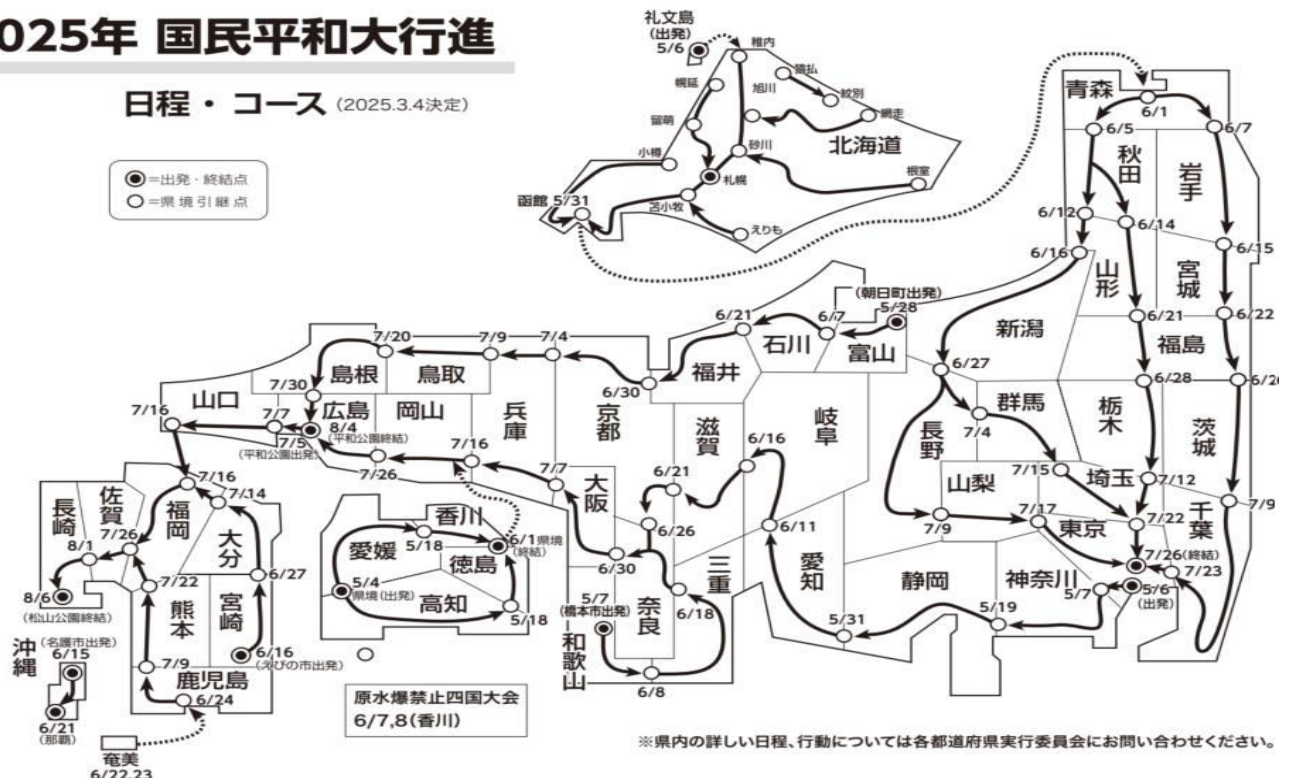 025年 国民平和大行進
日程・コース (2025.3.4決定)
◉=出発・終結点
○=県境引継点
礼文島
(出発)
5/6
稚内
幌延
猿払
旭川
紋別
留萌
網走
小樽
砂川
北海道
札幌
根室
函館 5/31
苫小牧
えりも
青森
6/1
6/5
6/7
秋田
岩手
6/12
6/14
6/15
6/16
山形
宮城
6/21
6/22
新潟
福島
6/27
6/28
6/2
(朝日町出発)
5/28
6/21
6/7
石川
富山
福井
7/20
7/9
7/4
6/30
島根
鳥取
7/30
山口
広島
岡山
兵庫
京都
滋賀
岐阜
長野
群馬
7/4
栃木
茨城
7/16
7/7
8/4
(平和公園終結)
7/5
(平和公園出発)
7/26
7/16
7/7
大阪
6/21
6/16
6/26
6/11
6/30
山梨
7/15
埼玉
7/12
7/9
7/17
東京
7/22
千葉
7/9
7/26(終結)
7/23
神奈川
5/7
5/6
(出発)
静岡
5/19
愛知
5/31
三重
6/18
奈良
5/7
(橋本市出発)
和歌山
6/8
7/16
7/14
長崎
佐賀
福岡
大分
7/26
8/1
8/6
(松山公園終結)
7/22
6/27
熊本
宮崎
7/9
6/16
(えびの市出発)
鹿児島
6/24
沖縄
(名護市出発)
6/15
6/21
(那覇)
奄美
6/22,23
香川
愛媛
5/18
6/1 県境
(終結)
徳島
5/4
県境(出発)
高知
5/18
原水爆禁止四国大会
6/7,8(香川)
※県内の詳しい日程、行動については各都道府県実行委員会にお問い合わせください。